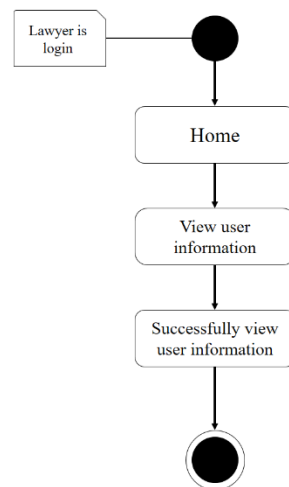 Lawyer is
login
Home
View user
information
Successfully view
user information